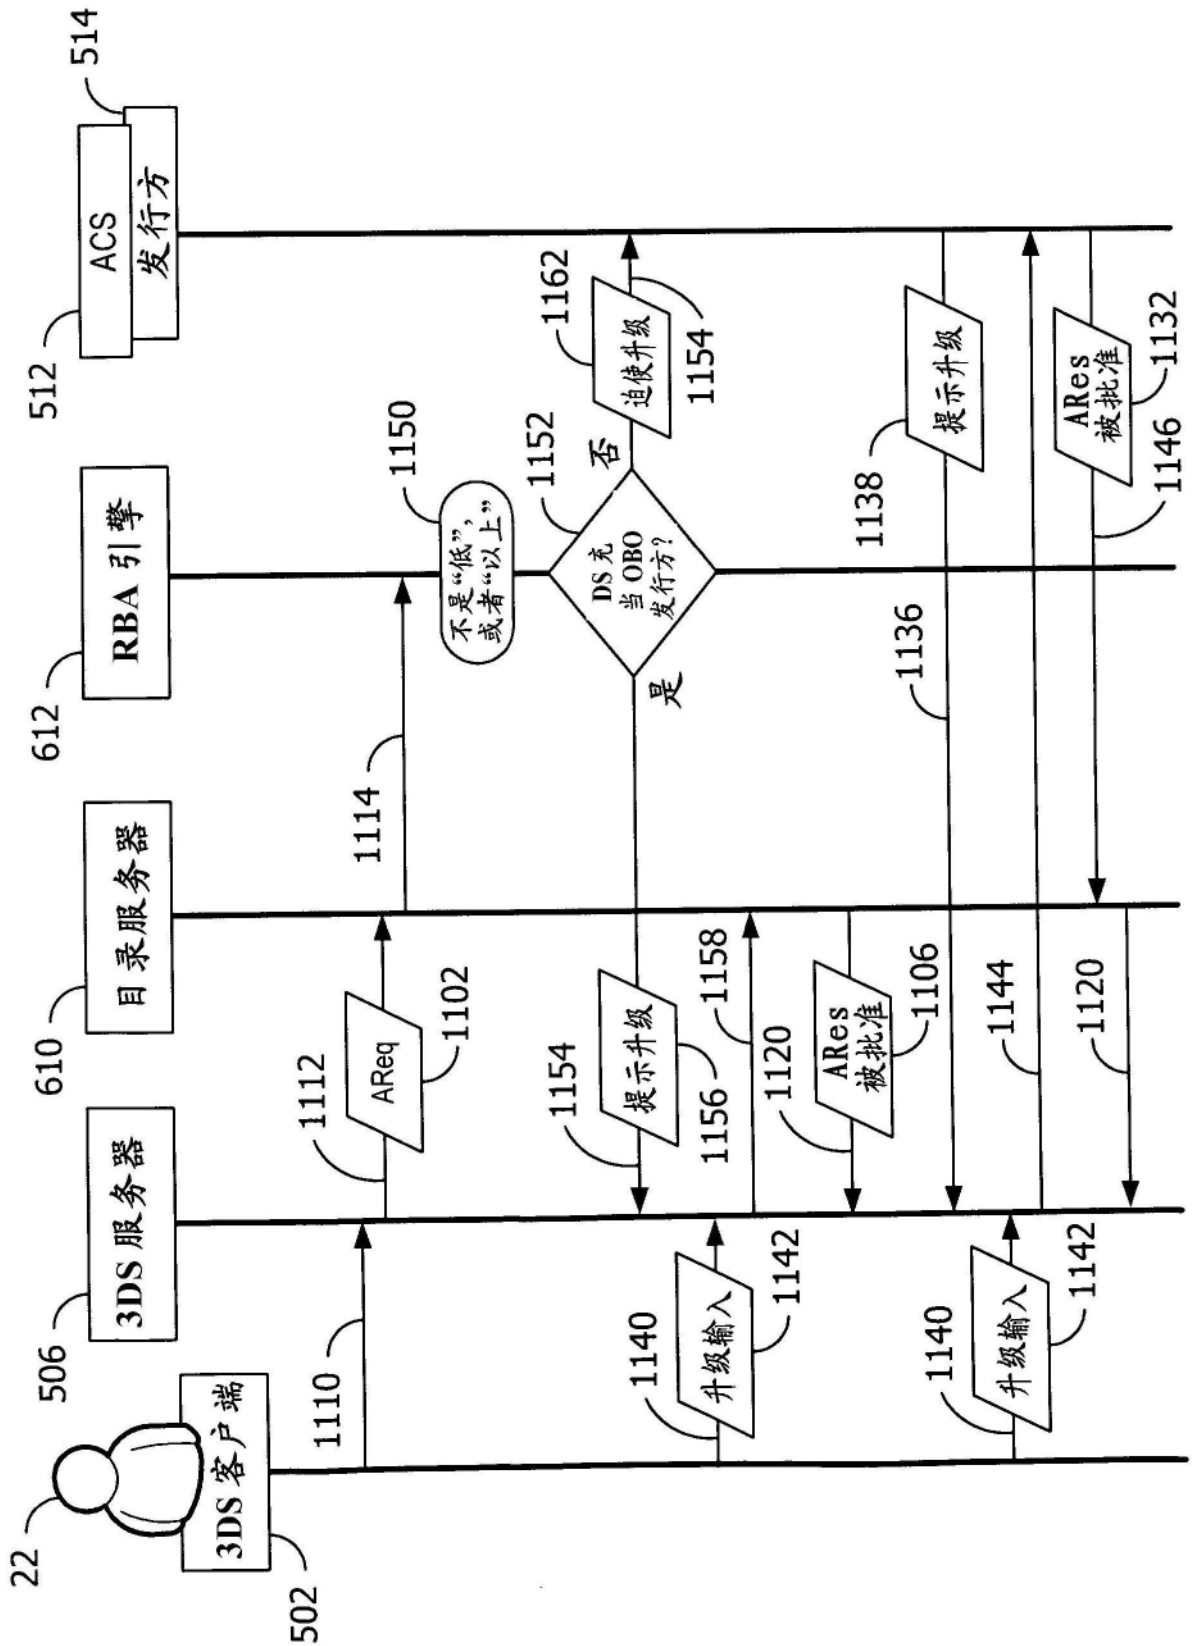 22
3DS 客户端
502
506
3DS 服务器
610
目录服务器
612
RBA 引擎
512
ACS
发行方
514
1110
1112
AReq
1102
1114
不是“低”，
或者“以上”
1150
DS 充
当 OBO
发行方？
1152
否
是
迫使升级
1162
1154
1154
提示升级
1156
1140
升级输入
1142
1158
1120
ARes
被批准
1106
提示升级
1138
1136
1140
升级输入
1142
1144
ARes
被批准
1132
1146
1120